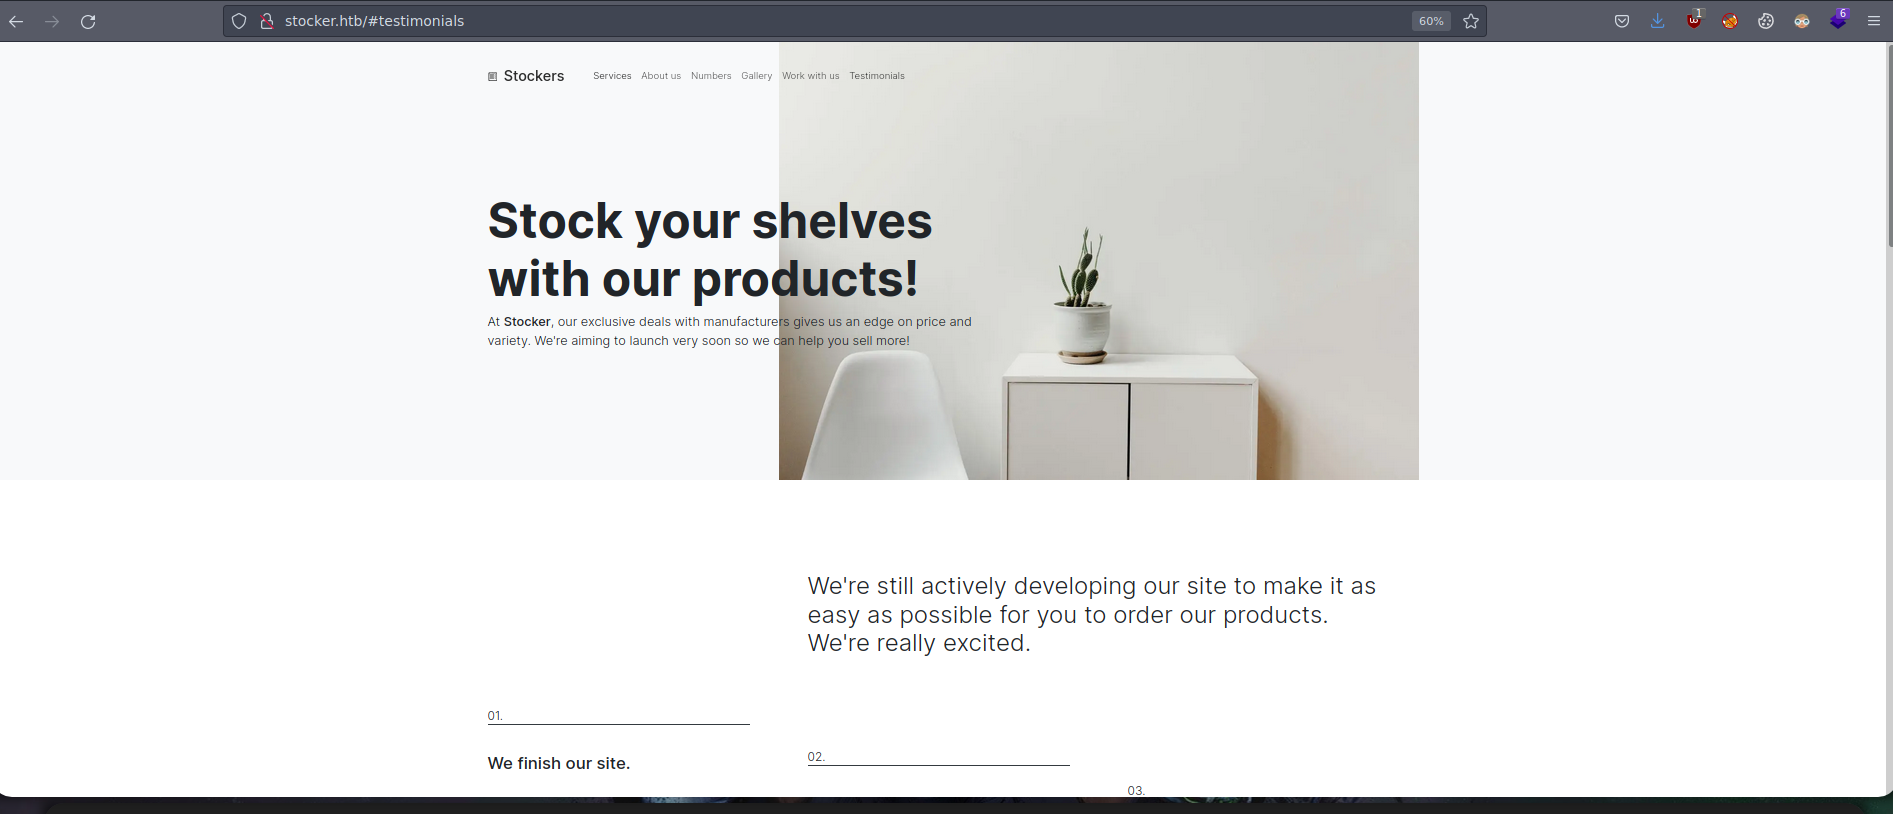 stocker.htb/#testimonials
60%
1
6
Stockers
Services About us Numbers Gallery Work with us Testimonials
Stock your shelves
with our products!
At Stocker, our exclusive deals with manufacturers gives us an edge on price and
variety. We're aiming to launch very soon so we can help you sell more!
We're still actively developing our site to make it as
easy as possible for you to order our products.
We're really excited.
01.
We finish our site.
02.
03.